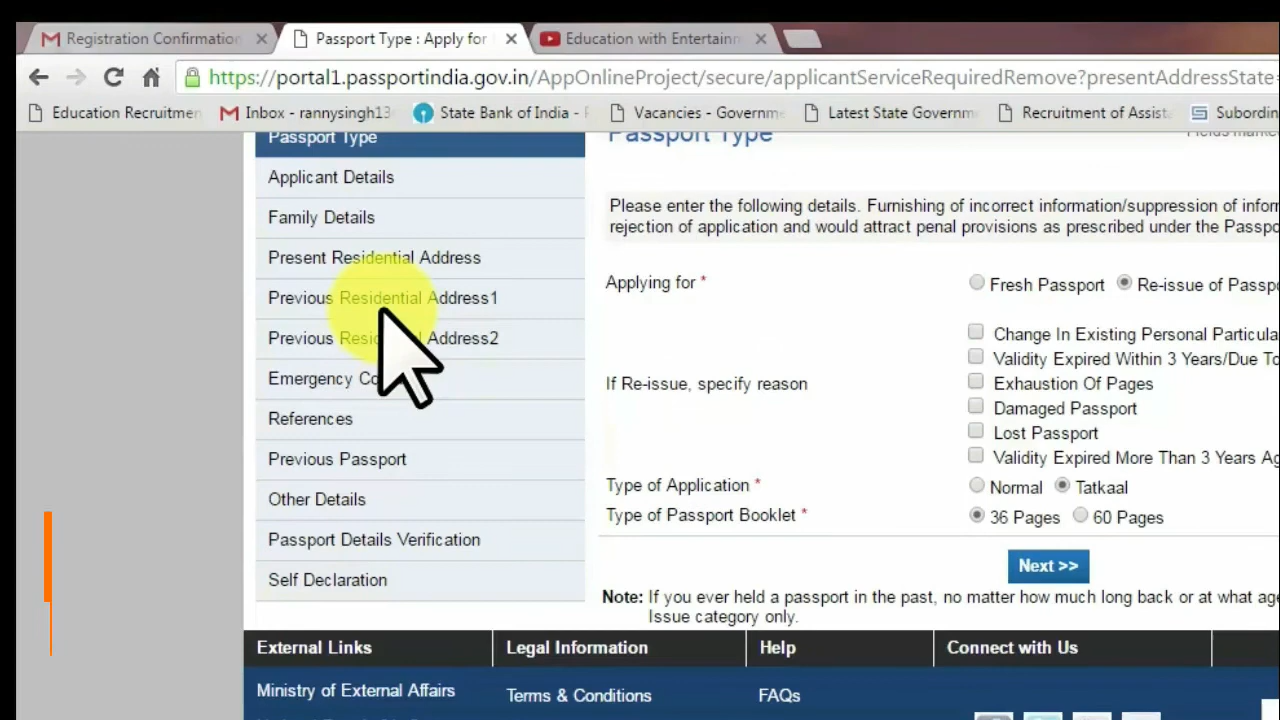 Registration Confirmation
Passport Type : Apply for
Education with Entertainm
https://portal1.passportindia.gov.in/AppOnlineProject/secure/applicantServiceRequiredRemove?presentAddressState
Education Recruitmen
Inbox - rannysingh13
State Bank of India -
Vacancies - Governme
Latest State Governm
Recruitment of Assist
Subordin
Passport Type
Applicant Details
Family Details
Present Residential Address
Previous Residential Address1
Previous Residential Address2
Emergency Co
References
Previous Passport
Other Details
Passport Details Verification
Self Declaration
Passport Type
Fields marke
Please enter the following details. Furnishing of incorrect information/suppression of infor
rejection of application and would attract penal provisions as prescribed under the Passpo
Applying for *
Fresh Passport Re-issue of Passp
If Re-issue, specify reason
Change In Existing Personal Particula
Validity Expired Within 3 Years/Due To
Exhaustion Of Pages
Damaged Passport
Lost Passport
Validity Expired More Than 3 Years Ag
Type of Application * Normal Tatkaal
Type of Passport Booklet * 36 Pages 60 Pages
Next >>
Note: If you ever held a passport in the past, no matter how much long back or at what age
Issue category only.
External Links
Legal Information
Help
Connect with Us
Ministry of External Affairs
Terms & Conditions
FAQs